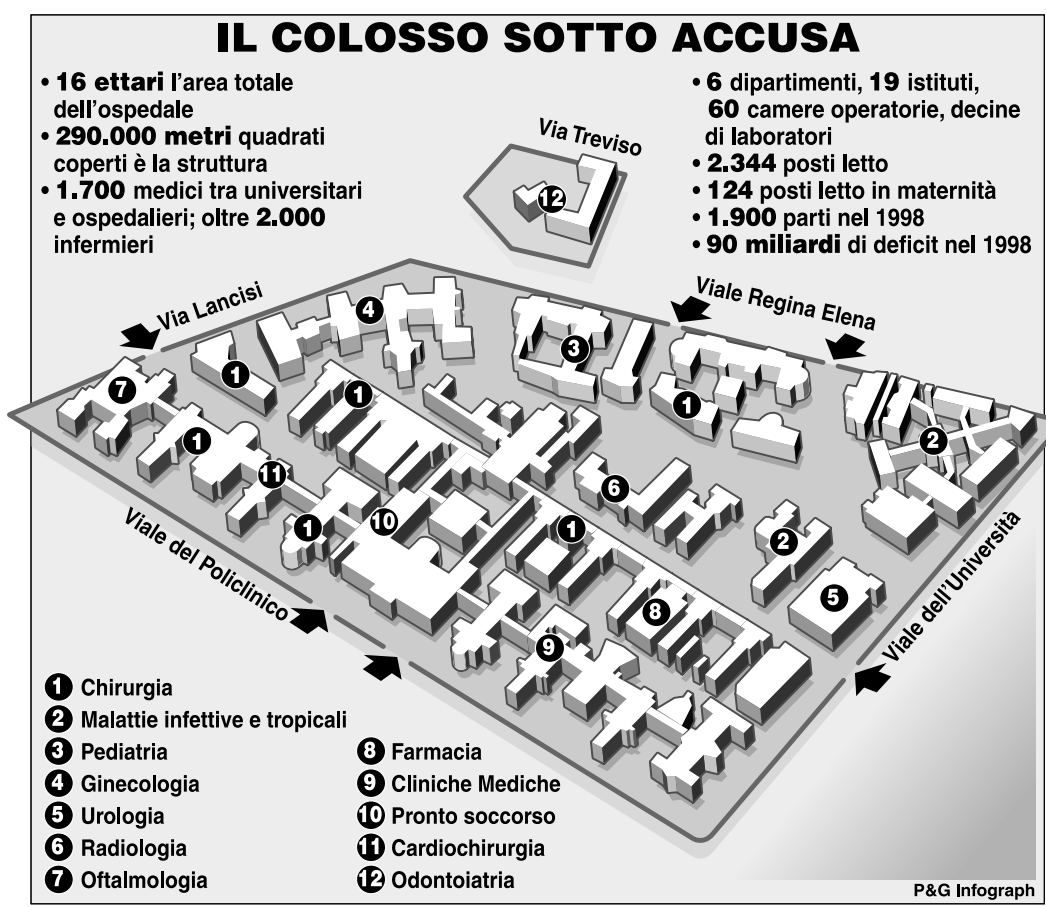 IL COLOSSO SOTTO ACCUSA
• 16 ettari l'area totale
dell'ospedale
• 290.000 metri quadrati
coperti è la struttura
• 1.700 medici tra universitari
e ospedalieri; oltre 2.000
infermieri
• 6 dipartimenti, 19 istituti,
60 camere operatorie, decine
di laboratori
• 2.344 posti letto
• 124 posti letto in maternità
• 1.900 parti nel 1998
• 90 miliardi di deficit nel 1998
Via Treviso
12
Via Lancisi
Viale Regina Elena
4
3
1
7
1
1
1
2
11
6
10
1
1
2
5
8
9
Viale del Policlinico
Viale dell'Università
1 Chirurgia
2 Malattie infettive e tropicali
3 Pediatria
4 Ginecologia
5 Urologia
6 Radiologia
7 Oftalmologia
8 Farmacia
9 Cliniche Mediche
10 Pronto soccorso
11 Cardiochirurgia
12 Odontoiatria
P&G Infograph